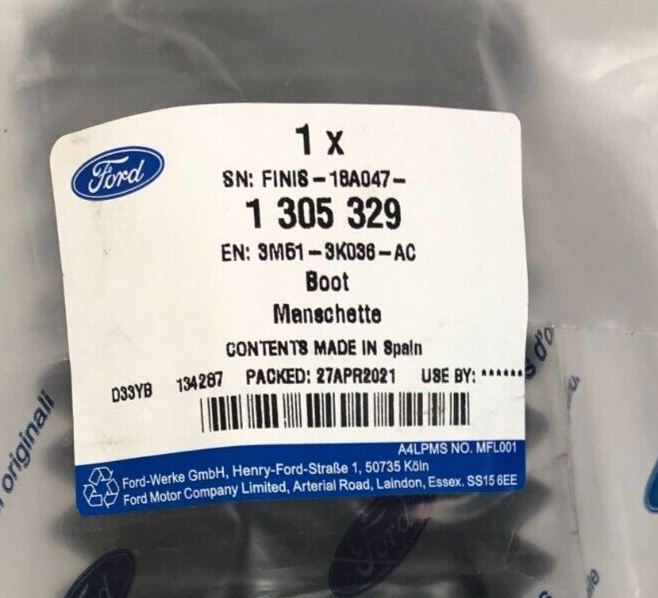 Ford
1 x
SN: FINIS-18A047-
1 305 329
EN: 3M51-3K036-AC
Boot
Manschette
CONTENTS MADE IN Spain
D33YB 134287 PACKED: 27APR2021 USE BY: ******
A4LPMS NO. MFL001
Ford-Werke GmbH, Henry-Ford-Straße 1, 50735 Köln
Ford Motor Company Limited, Arterial Road, Laindon, Essex. SS15 6EE
originali
s d'o
Ford